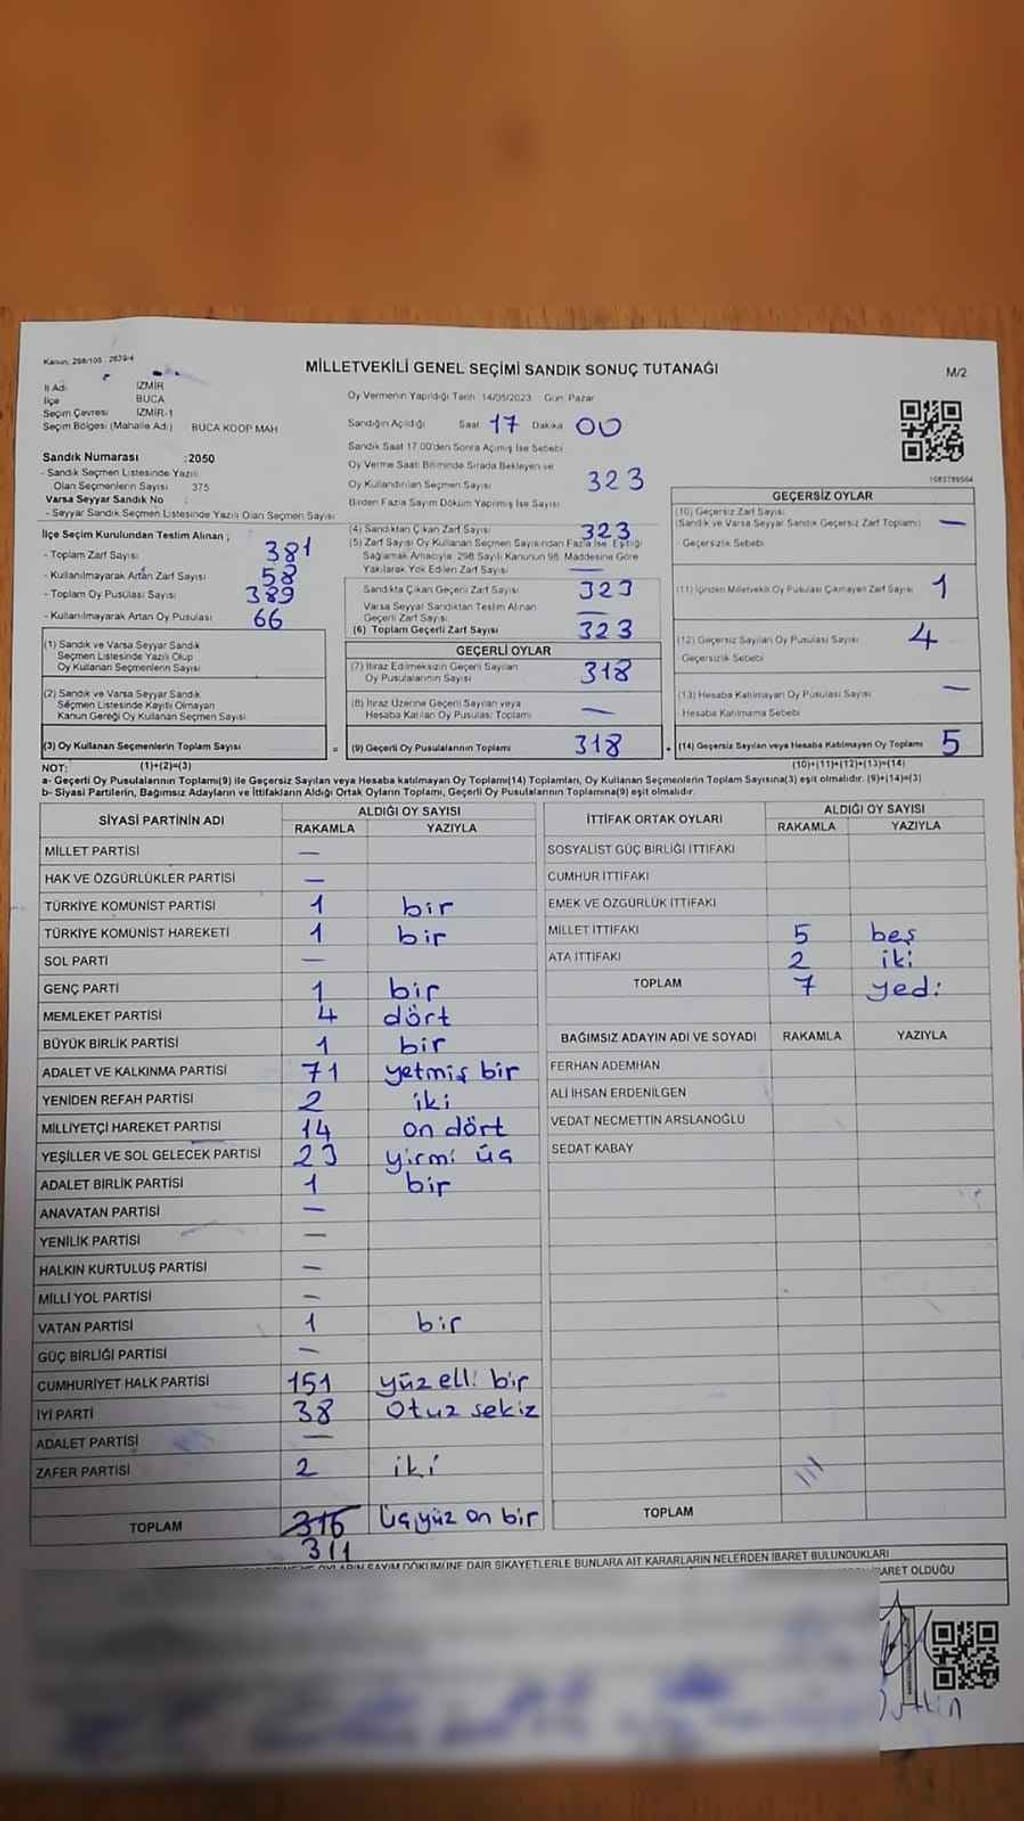 Kanun: 298/105 2839/4
MİLLETVEKİLİ GENEL SEÇİMİ SANDIK SONUÇ TUTANAĞI
M/2
İl Adı İZMİR
İlçe BUCA
Seçim Çevresi İZMİR-1
Seçim Bölgesi (Mahalle Adı) BUCA KOOP MAH
Sandık Numarası :2050
- Sandık Seçmen Listesinde Yazılı
Olan Seçmenlerin Sayısı 375
Varsa Seyyar Sandık No :
- Seyyar Sandık Seçmen Listesinde Yazılı Olan Seçmen Sayısı
İlçe Seçim Kurulundan Teslim Alınan ;
- Toplam Zarf Sayısı 381
- Kullanılmayarak Artan Zarf Sayısı 58
- Toplam Oy Pusulası Sayısı 389
- Kullanılmayarak Artan Oy Pusulası 66
(1) Sandık ve Varsa Seyyar Sandık
Seçmen Listesinde Yazılı Olup
Oy Kullanan Seçmenlerin Sayısı
(2) Sandık ve Varsa Seyyar Sandık
Seçmen Listesinde Kayıtlı Olmayan
Kanun Gereği Oy Kullanan Seçmen Sayısı
(3) Oy Kullanan Seçmenlerin Toplam Sayısı =
Oy Vermenin Yapıldığı Tarih 14/05/2023 Gün: Pazar
Sandığın Açıldığı Saat 17 Dakika 00
Sandık Saat 17.00'den Sonra Açılmış İse Sebebi
Oy Verme Saati Bitiminde Sırada Bekleyen ve
Oy Kullandırılan Seçmen Sayısı 323
Birden Fazla Sayım Döküm Yapılmış İse Sayısı
(4) Sandıktan Çıkan Zarf Sayısı 323
(5) Zarf Sayısı Oy Kullanan Seçmen Sayısından Fazla İse, Eşitliği
Sağlamak Amacıyla, 298 Sayılı Kanunun 98. Maddesine Göre
Yakılarak Yok Edilen Zarf Sayısı —
Sandıkta Çıkan Geçerli Zarf Sayısı 323
Varsa Seyyar Sandıktan Teslim Alınan
Geçerli Zarf Sayısı —
(6) Toplam Geçerli Zarf Sayısı 323
GEÇERLİ OYLAR
(7) İtiraz Edilmeksizin Geçerli Sayılan
Oy Pusulalarının Sayısı 318
(8) İtiraz Üzerine Geçerli Sayılan veya
Hesaba Katılan Oy Pusulası Toplamı —
(9) Geçerli Oy Pusulalarının Toplamı 318
1083789564
GEÇERSİZ OYLAR
(10) Geçersiz Zarf Sayısı
(Sandık ve Varsa Seyyar Sandık Geçersiz Zarf Toplamı) —
Geçersizlik Sebebi
(11) İçinden Milletvekili Oy Pusulası Çıkmayan Zarf Sayısı 1
(12) Geçersiz Sayılan Oy Pusulası Sayısı 4
Geçersizlik Sebebi
(13) Hesaba Katılmayan Oy Pusulası Sayısı —
Hesaba Katılmama Sebebi
(14) Geçersiz Sayılan veya Hesaba Katılmayan Oy Toplamı 5
NOT: (1)+(2)=(3) (10)+(11)+(12)+(13)=(14)
a- Geçerli Oy Pusulalarının Toplamı(9) ile Geçersiz Sayılan veya Hesaba katılmayan Oy Toplamı(14) Toplamları, Oy Kullanan Seçmenlerin Toplam Sayısına(3) eşit olmalıdır. (9)+(14)=(3)
b- Siyasi Partilerin, Bağımsız Adayların ve İttifakların Aldığı Ortak Oyların Toplamı, Geçerli Oy Pusulalarının Toplamına(9) eşit olmalıdır.
SİYASİ PARTİNİN ADI ALDIĞI OY SAYISI
RAKAMLA YAZIYLA
MİLLET PARTİSİ —
HAK VE ÖZGÜRLÜKLER PARTİSİ —
TÜRKİYE KOMÜNİST PARTİSİ 1 bir
TÜRKİYE KOMÜNİST HAREKETİ 1 bir
SOL PARTİ —
GENÇ PARTİ 1 bir
MEMLEKET PARTİSİ 4 dört
BÜYÜK BİRLİK PARTİSİ 1 bir
ADALET VE KALKINMA PARTİSİ 71 yetmiş bir
YENİDEN REFAH PARTİSİ 2 iki
MİLLİYETÇİ HAREKET PARTİSİ 14 on dört
YEŞİLLER VE SOL GELECEK PARTİSİ 23 yirmi üç
ADALET BİRLİK PARTİSİ 1 bir
ANAVATAN PARTİSİ —
YENİLİK PARTİSİ —
HALKIN KURTULUŞ PARTİSİ —
MİLLİ YOL PARTİSİ —
VATAN PARTİSİ 1 bir
GÜÇ BİRLİĞİ PARTİSİ —
CUMHURİYET HALK PARTİSİ 151 yüz elli bir
İYİ PARTİ 38 otuz sekiz
ADALET PARTİSİ —
ZAFER PARTİSİ 2 iki
TOPLAM 316 üçyüz on bir
311
İTTİFAK ORTAK OYLARI ALDIĞI OY SAYISI
RAKAMLA YAZIYLA
SOSYALİST GÜÇ BİRLİĞİ İTTİFAKI
CUMHUR İTTİFAKI
EMEK VE ÖZGÜRLÜK İTTİFAKI
MİLLET İTTİFAKI 5 beş
ATA İTTİFAKI 2 iki
TOPLAM 7 yedi
BAĞIMSIZ ADAYIN ADI VE SOYADI RAKAMLA YAZIYLA
FERHAN ADEMHAN
ALİ İHSAN ERDENİLGEN
VEDAT NECMETTİN ARSLANOĞLU
SEDAT KABAY
TOPLAM
OYLARIN SAYIM DÖKÜMÜNE DAİR ŞİKAYETLERLE BUNLARA AİT KARARLARIN NELERDEN İBARET BULUNDUKLARI
OLDUĞU